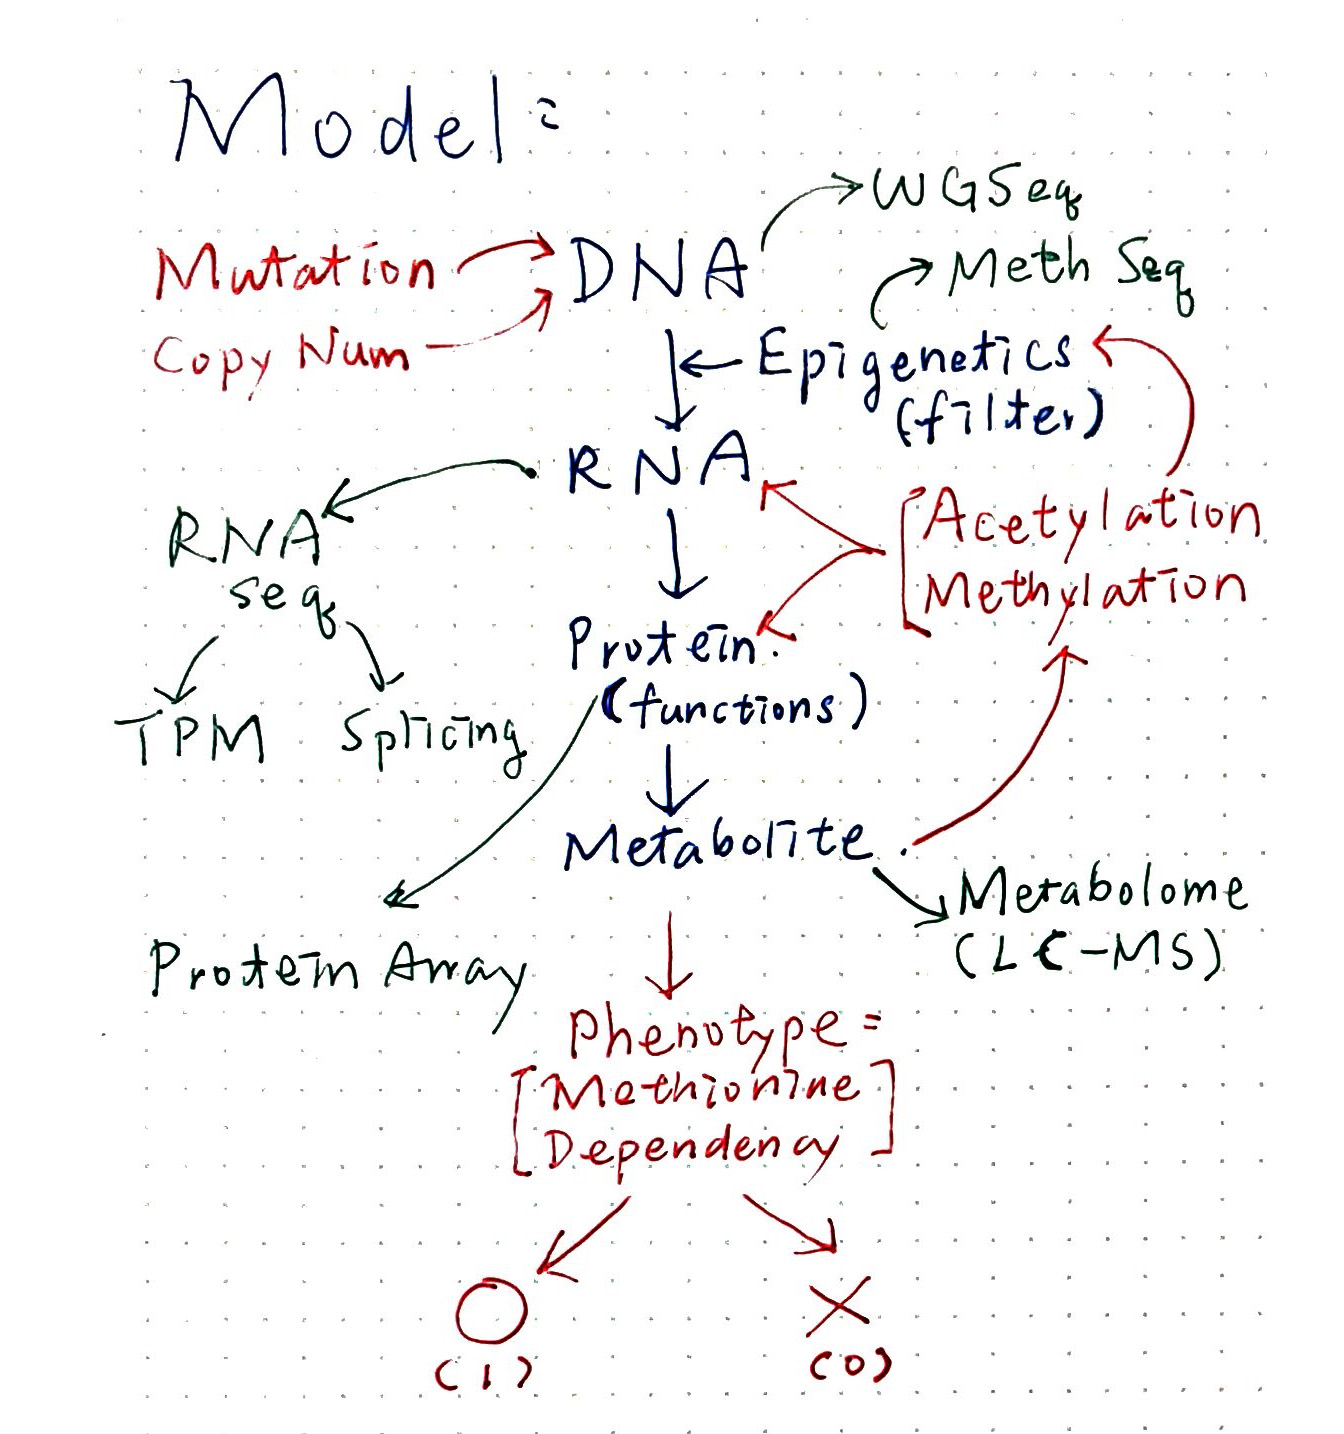 Model:
WGSeq
Mutation
DNA
Meth Seq
Copy Num
Epigenetics
(filter)
RNA
RNA
seq
[Acetylation
Methylation
Protein.
(functions)
TPM
Splicing
Metabolite.
Metabolome
(LC-MS)
Protein Array
Phenotype=
[Methionine]
Dependency
O
X
(1)
(0)